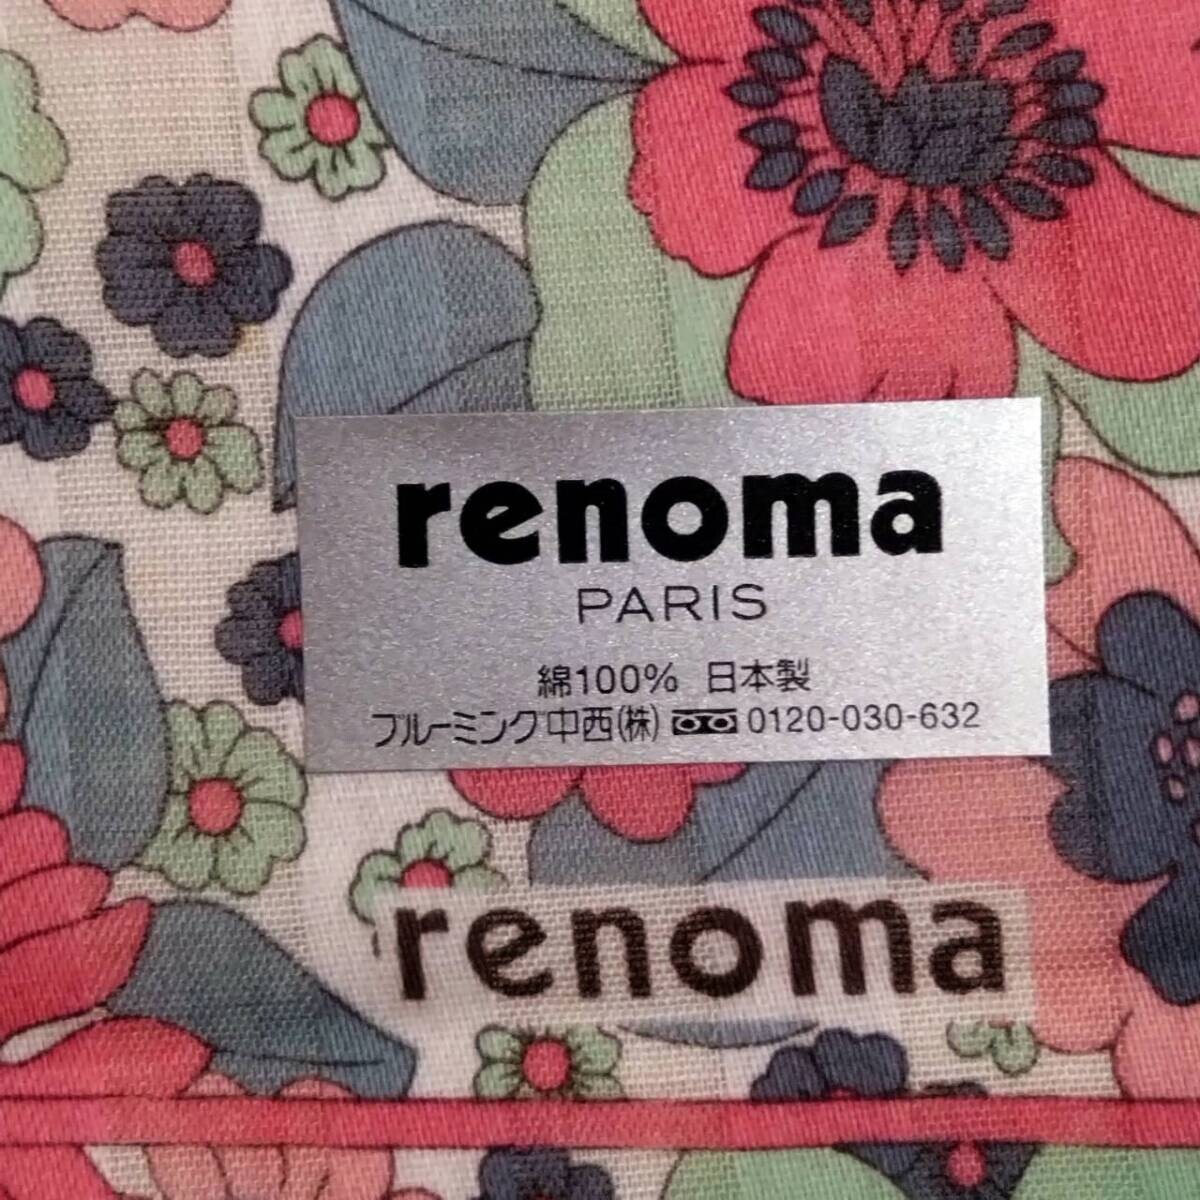 renoma
PARIS
綿100% 日本製
ブルーミング中西(株) 0120-030-632
renoma